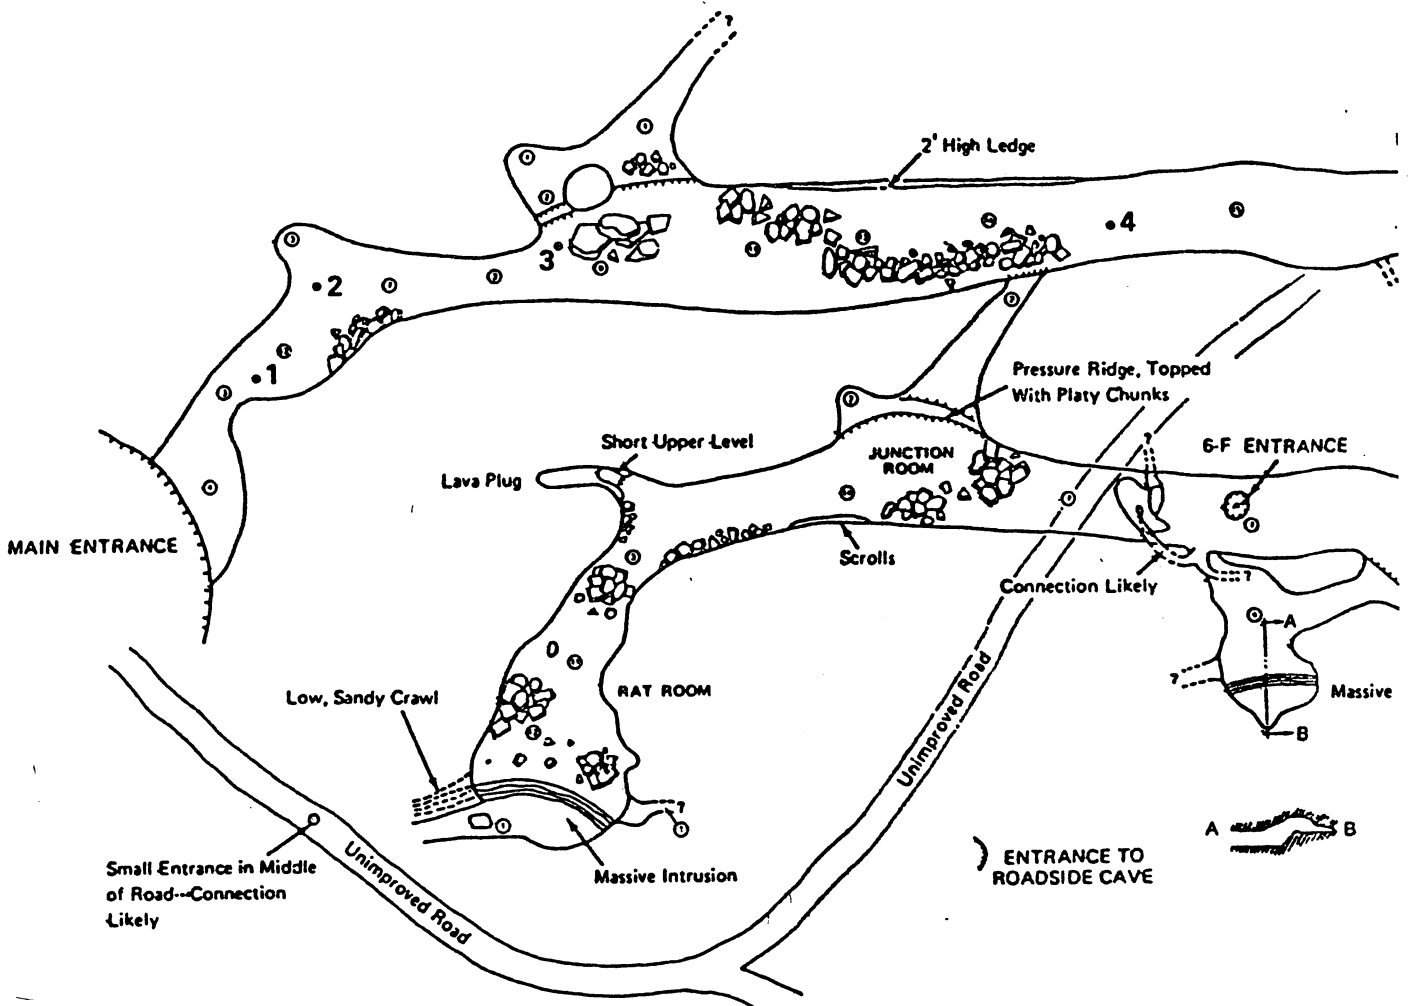 ?
2' High Ledge
4
3
2
1
Pressure Ridge, Topped
With Platy Chunks
Short Upper Level
Lava Plug
JUNCTION
ROOM
?
6-F ENTRANCE
MAIN ENTRANCE
Scrolls
Connection Likely
?
A
RAT ROOM
Low, Sandy Crawl
?
Massive
B
Unimproved Road
?
A B
Small Entrance in Middle
of Road--Connection
Likely
Unimproved Road
Massive Intrusion
ENTRANCE TO
ROADSIDE CAVE